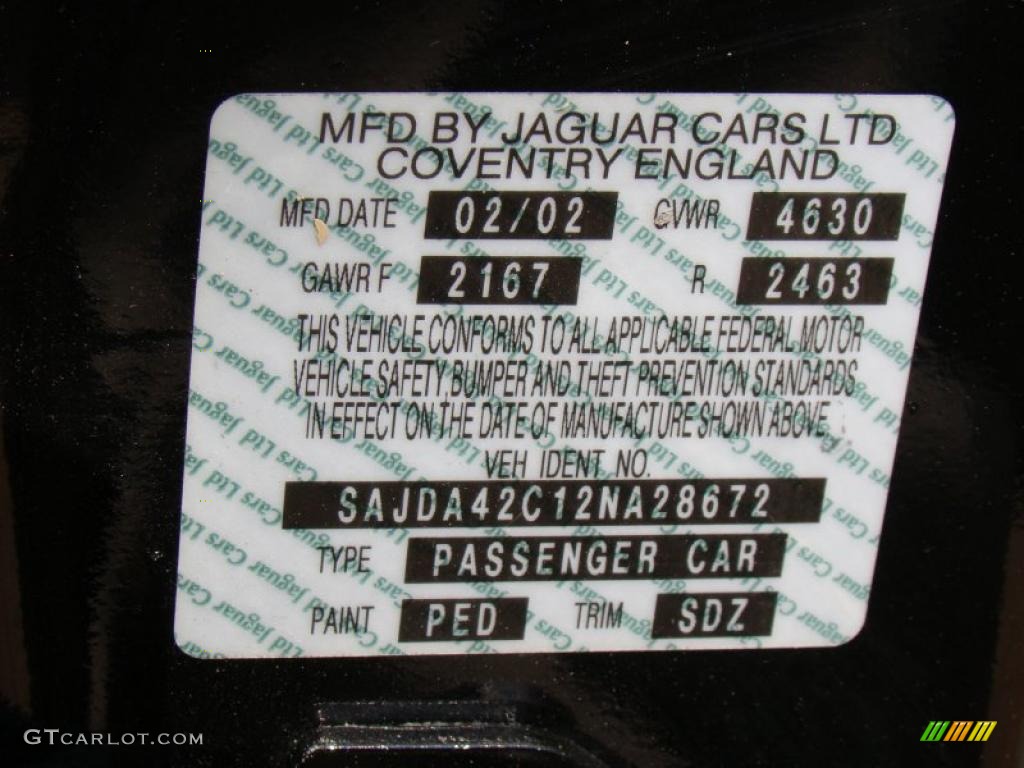 MFD BY JAGUAR CARS LTD
COVENTRY ENGLAND
MFD DATE 02/02 GVWR 4630
GAWR F 2167 R 2463
THIS VEHICLE CONFORMS TO ALL APPLICABLE FEDERAL MOTOR
VEHICLE SAFETY BUMPER AND THEFT PREVENTION STANDARDS
IN EFFECT ON THE DATE OF MANUFACTURE SHOWN ABOVE.
VEH IDENT NO.
SAJDA42C12NA28672
TYPE PASSENGER CAR
PAINT PED TRIM SDZ
GTCARLOT.COM